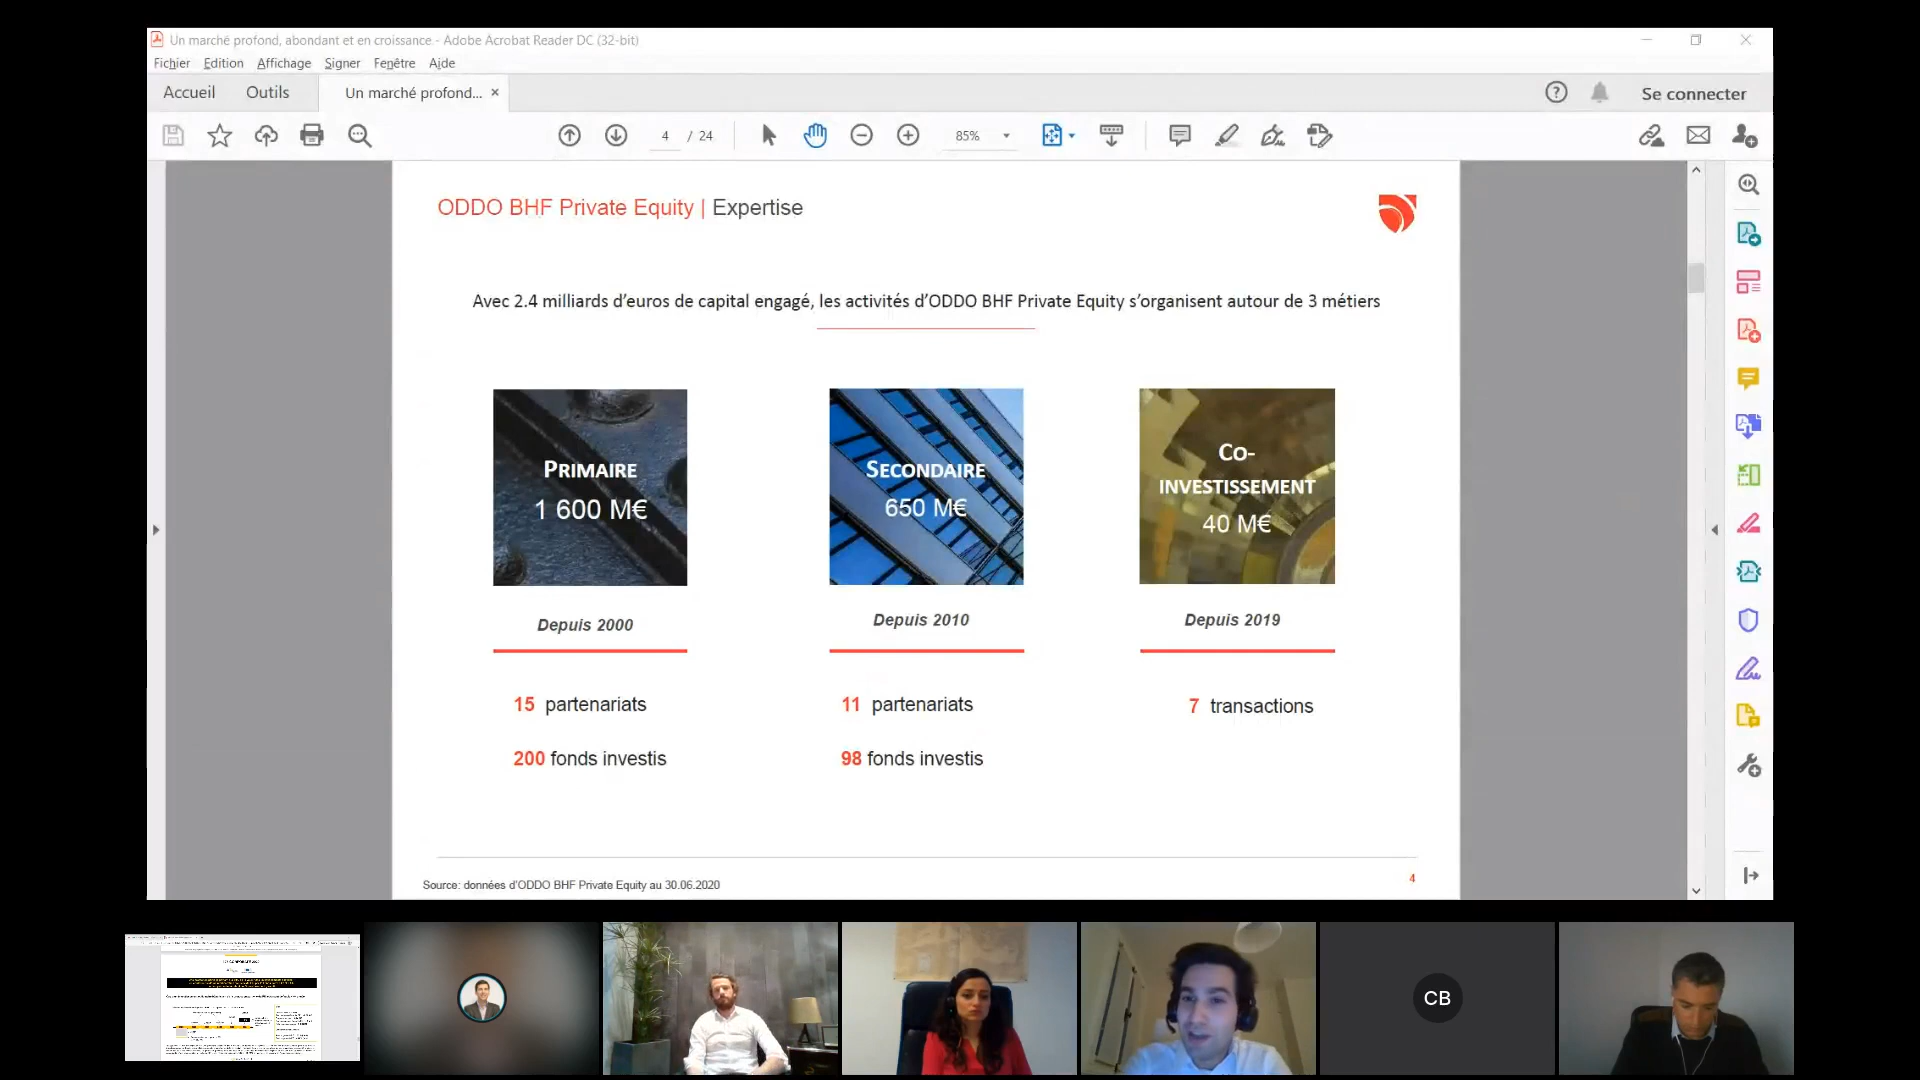 Un marché profond, abondant et en croissance - Adobe Acrobat Reader DC (32-bit)
Fichier Edition Affichage Signer Fenêtre Aide
Accueil Outils Un marché profond... × Se connecter
4 / 24 85%
ODDO BHF Private Equity | Expertise
Avec 2.4 milliards d'euros de capital engagé, les activités d'ODDO BHF Private Equity s'organisent autour de 3 métiers
PRIMAIRE
1 600 M€
SECONDAIRE
650 M€
CO-
INVESTISSEMENT
40 M€
Depuis 2000
Depuis 2010
Depuis 2019
15 partenariats
11 partenariats
7 transactions
200 fonds investis
98 fonds investis
Source: données d'ODDO BHF Private Equity au 30.06.2020
4
CB